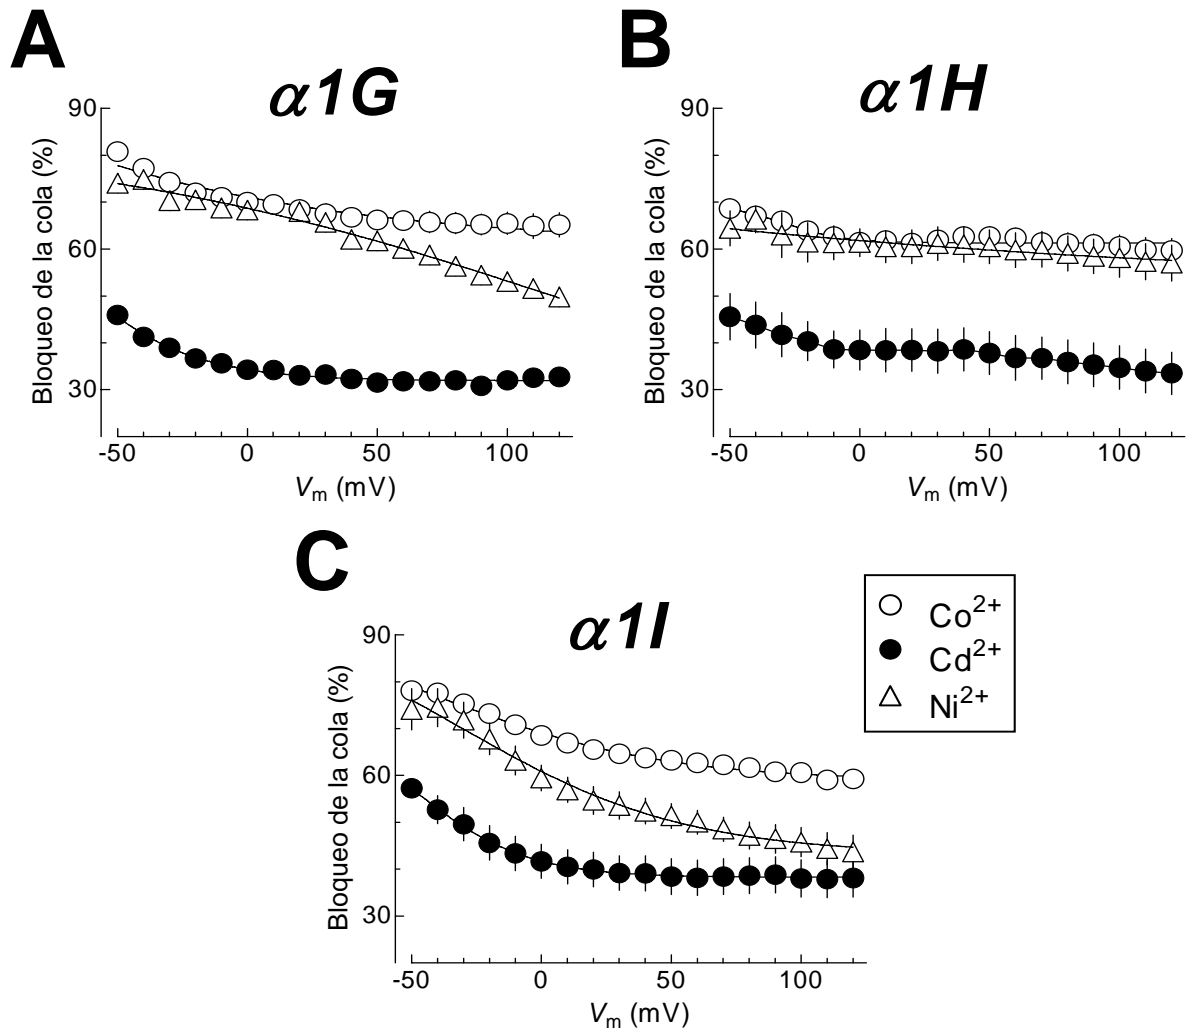 A
α1G
90
60
30
Bloqueo de la cola (%)
-50 0 50 100
Vm (mV)
B
α1H
90
60
30
Bloqueo de la cola (%)
-50 0 50 100
Vm (mV)
C
α1I
90
60
30
Bloqueo de la cola (%)
-50 0 50 100
Vm (mV)
Co2+
Cd2+
Ni2+